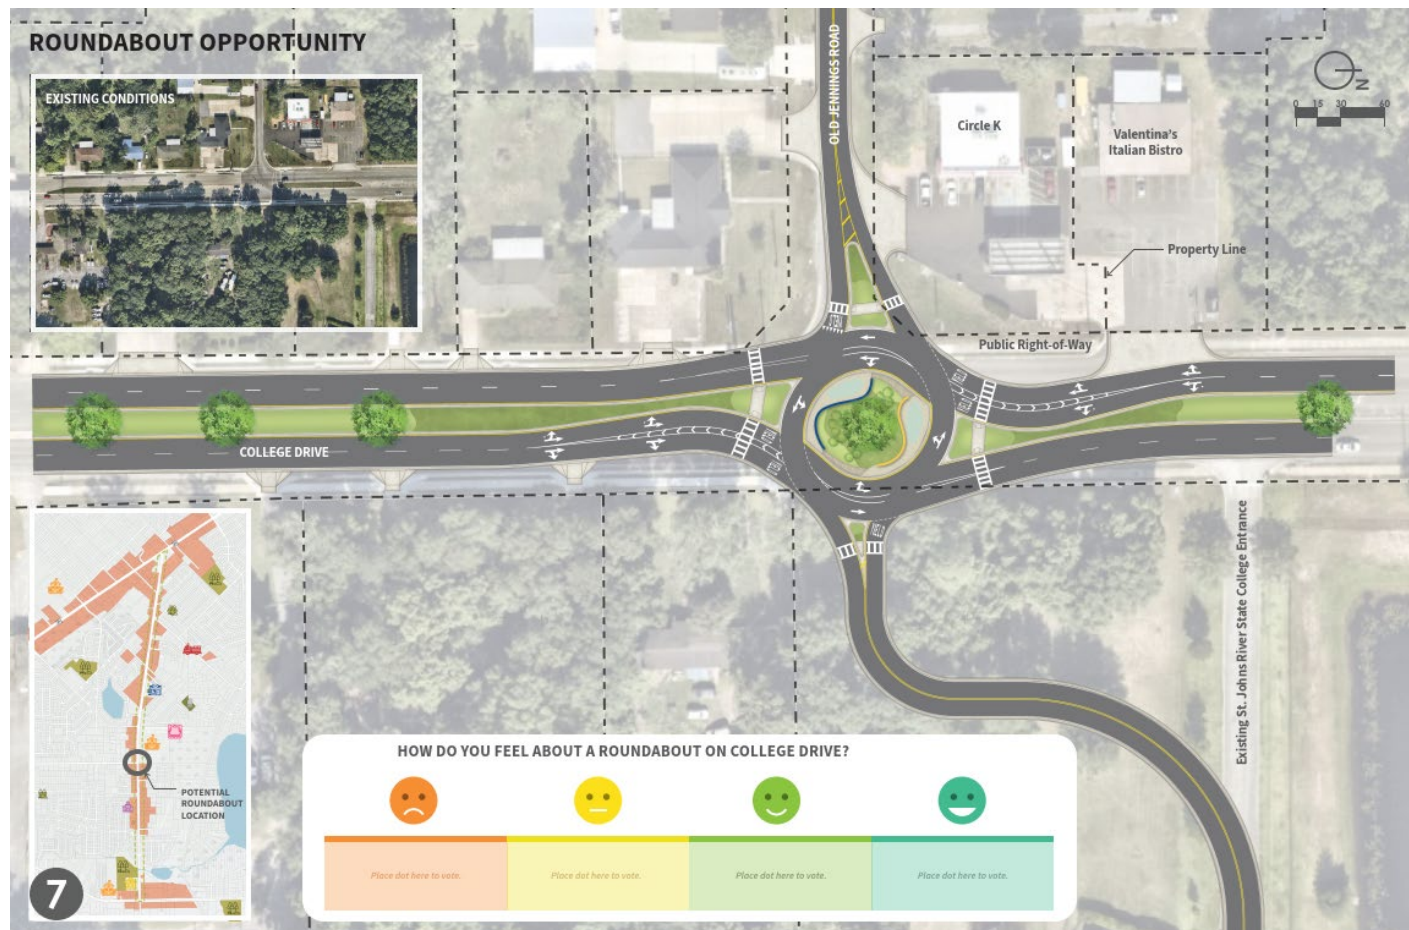 ROUNDABOUT OPPORTUNITY
EXISTING CONDITIONS
OLD JENNINGS ROAD
Circle K
Valentina's
Italian Bistro
N
0 15 30 60
Property Line
Public Right-of-Way
COLLEGE DRIVE
Existing St. Johns River State College Entrance
POTENTIAL
ROUNDABOUT
LOCATION
7
HOW DO YOU FEEL ABOUT A ROUNDABOUT ON COLLEGE DRIVE?
Place dot here to vote. Place dot here to vote. Place dot here to vote. Place dot here to vote.